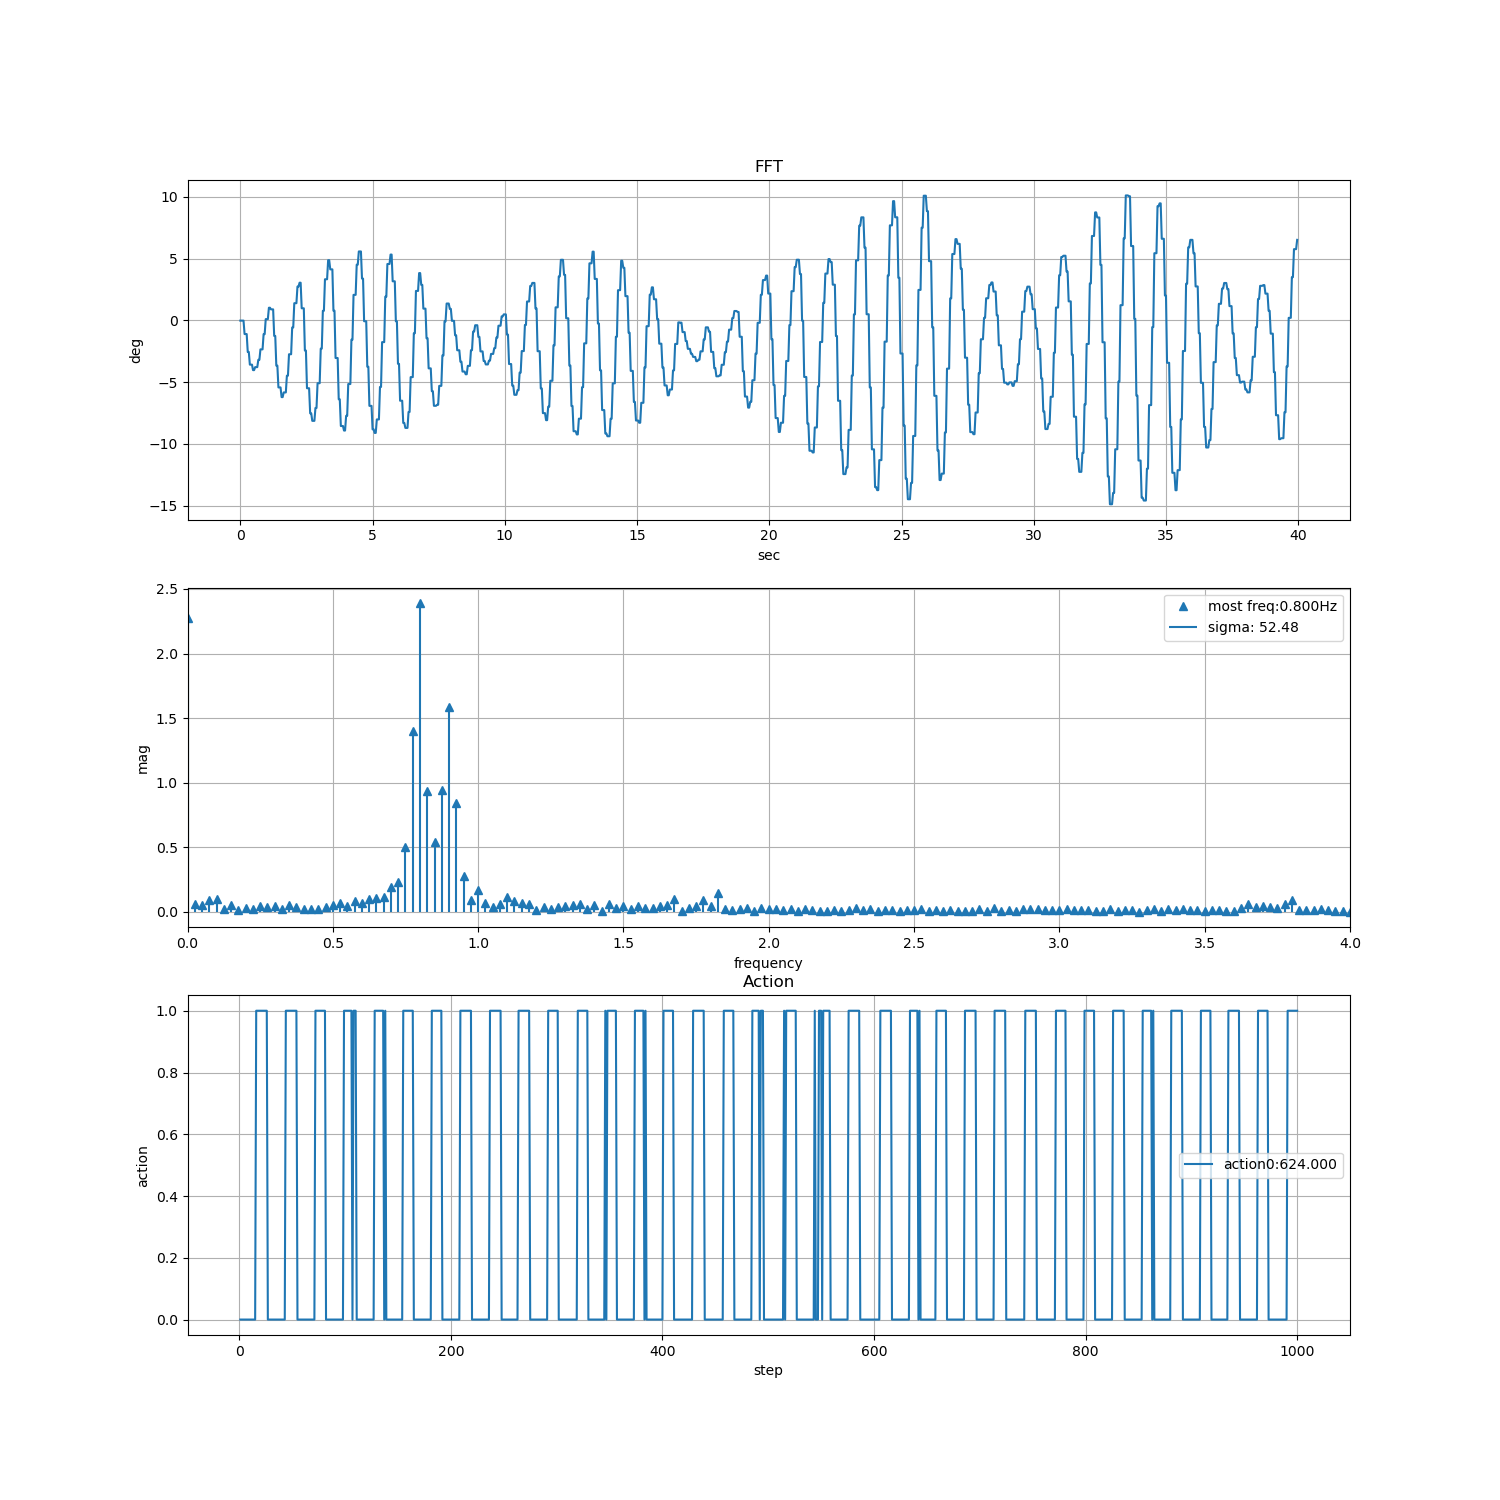 FFT
10
5
0
−5
−10
−15
deg
0 5 10 15 20 25 30 35 40
sec
2.5
2.0
1.5
1.0
0.5
0.0
mag
most freq:0.800Hz
sigma: 52.48
0.0 0.5 1.0 1.5 2.0 2.5 3.0 3.5 4.0
frequency
Action
1.0
0.8
0.6
0.4
0.2
0.0
action
action0:624.000
0 200 400 600 800 1000
step